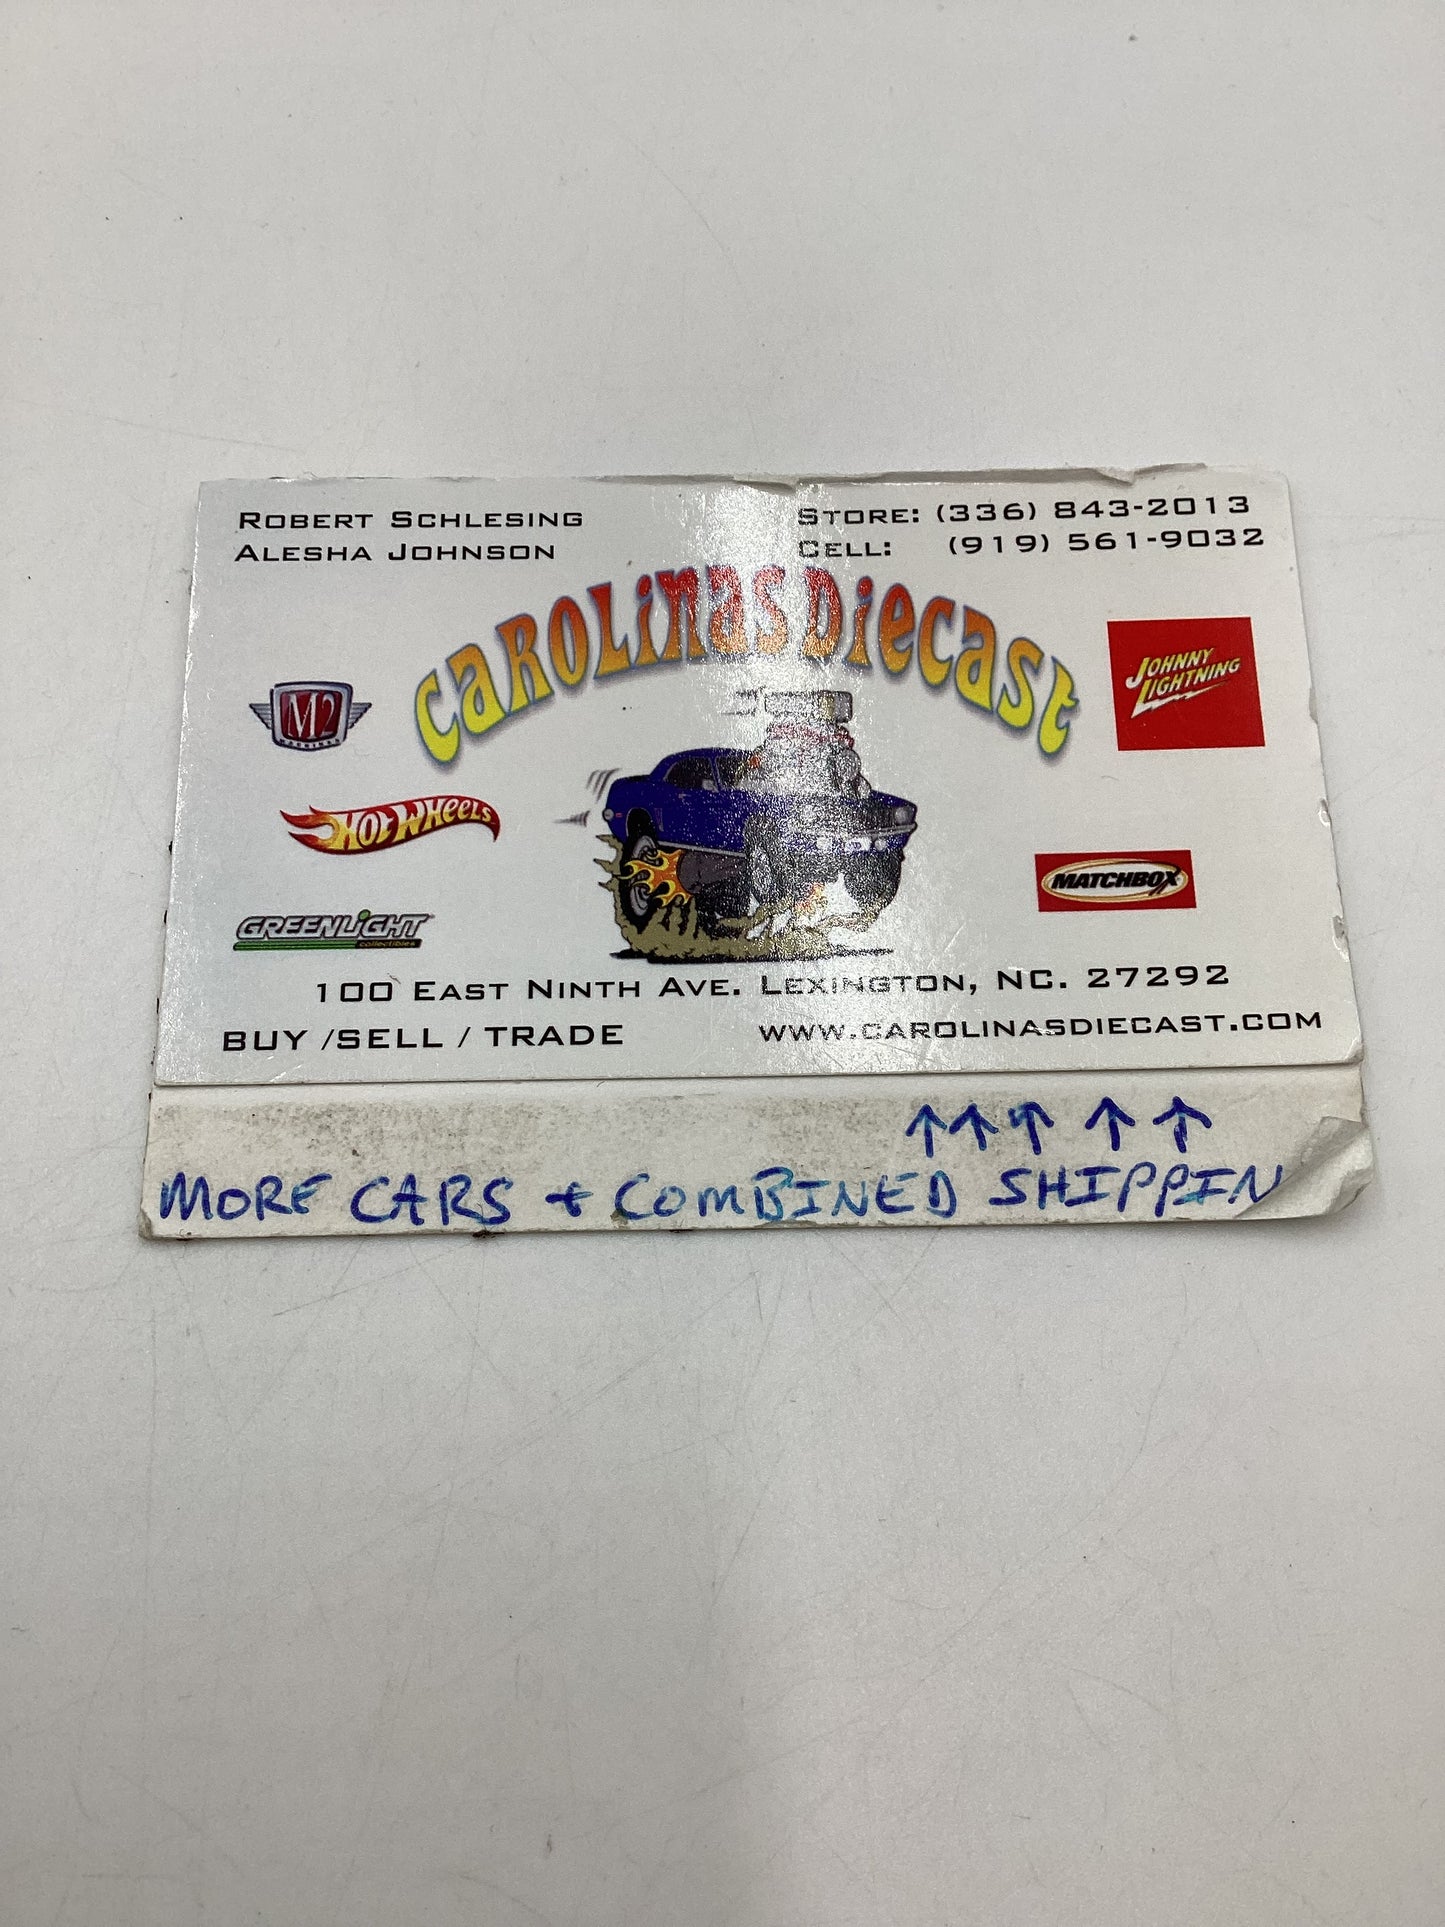 ROBERT SCHLESING
ALESHA JOHNSON
STORE: (336) 843-2013
CELL: (919) 561-9032
CAROLINAS DIECAST
M2
MACHINES
JOHNNY
LIGHTNING
HOT WHEELS
MATCHBOX
GREENLIGHT
collectibles
100 EAST NINTH AVE. LEXINGTON, NC. 27292
BUY /SELL / TRADE
WWW.CAROLINASDIECAST.COM
↑ ↑ ↑ ↑ ↑
MORE CARS + COMBINED SHIPPIN